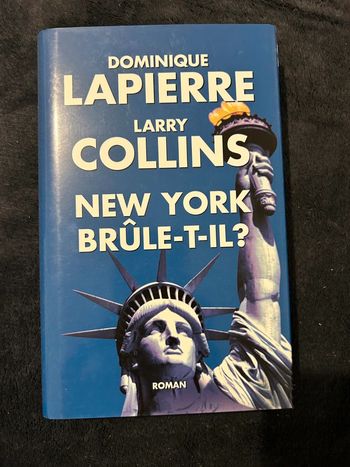 DOMINIQUE
LAPIERRE
LARRY
COLLINS
NEW YORK
BRÛLE-T-IL?
ROMAN